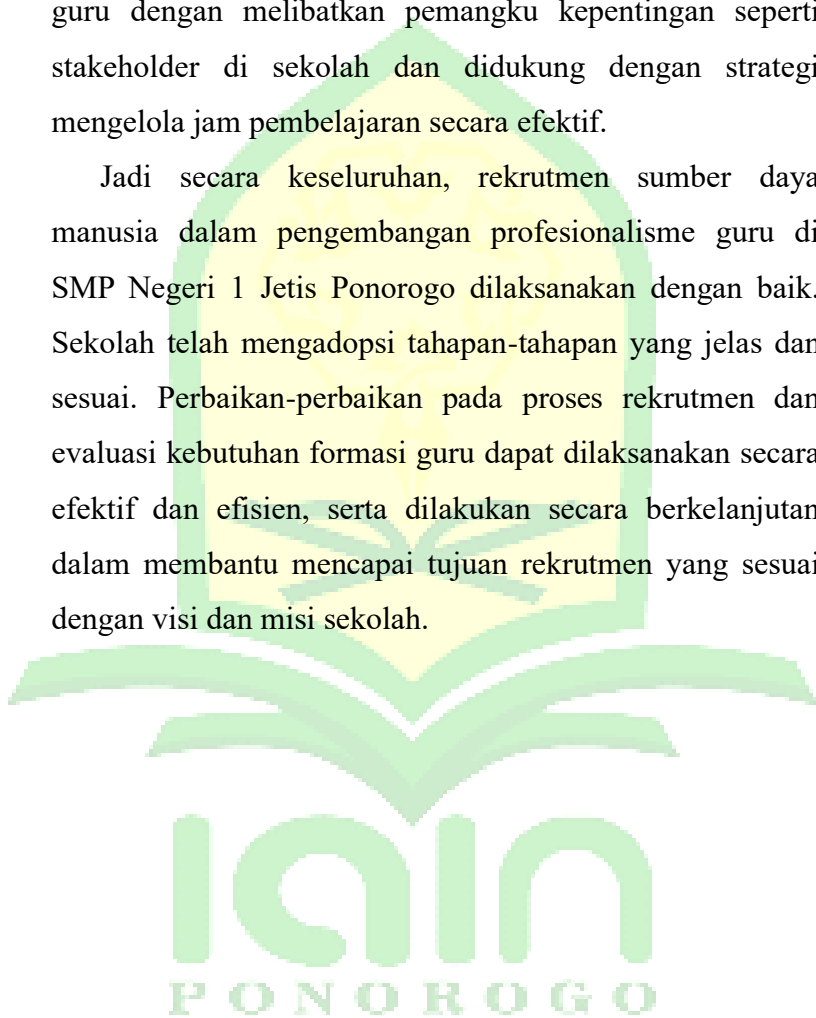 guru dengan melibatkan pemangku kepentingan seperti
stakeholder di sekolah dan didukung dengan strategi
mengelola jam pembelajaran secara efektif.
Jadi secara keseluruhan, rekrutmen sumber daya
manusia dalam pengembangan profesionalisme guru di
SMP Negeri 1 Jetis Ponorogo dilaksanakan dengan baik.
Sekolah telah mengadopsi tahapan-tahapan yang jelas dan
sesuai. Perbaikan-perbaikan pada proses rekrutmen dan
evaluasi kebutuhan formasi guru dapat dilaksanakan secara
efektif dan efisien, serta dilakukan secara berkelanjutan
dalam membantu mencapai tujuan rekrutmen yang sesuai
dengan visi dan misi sekolah.
iain
PONOROGO